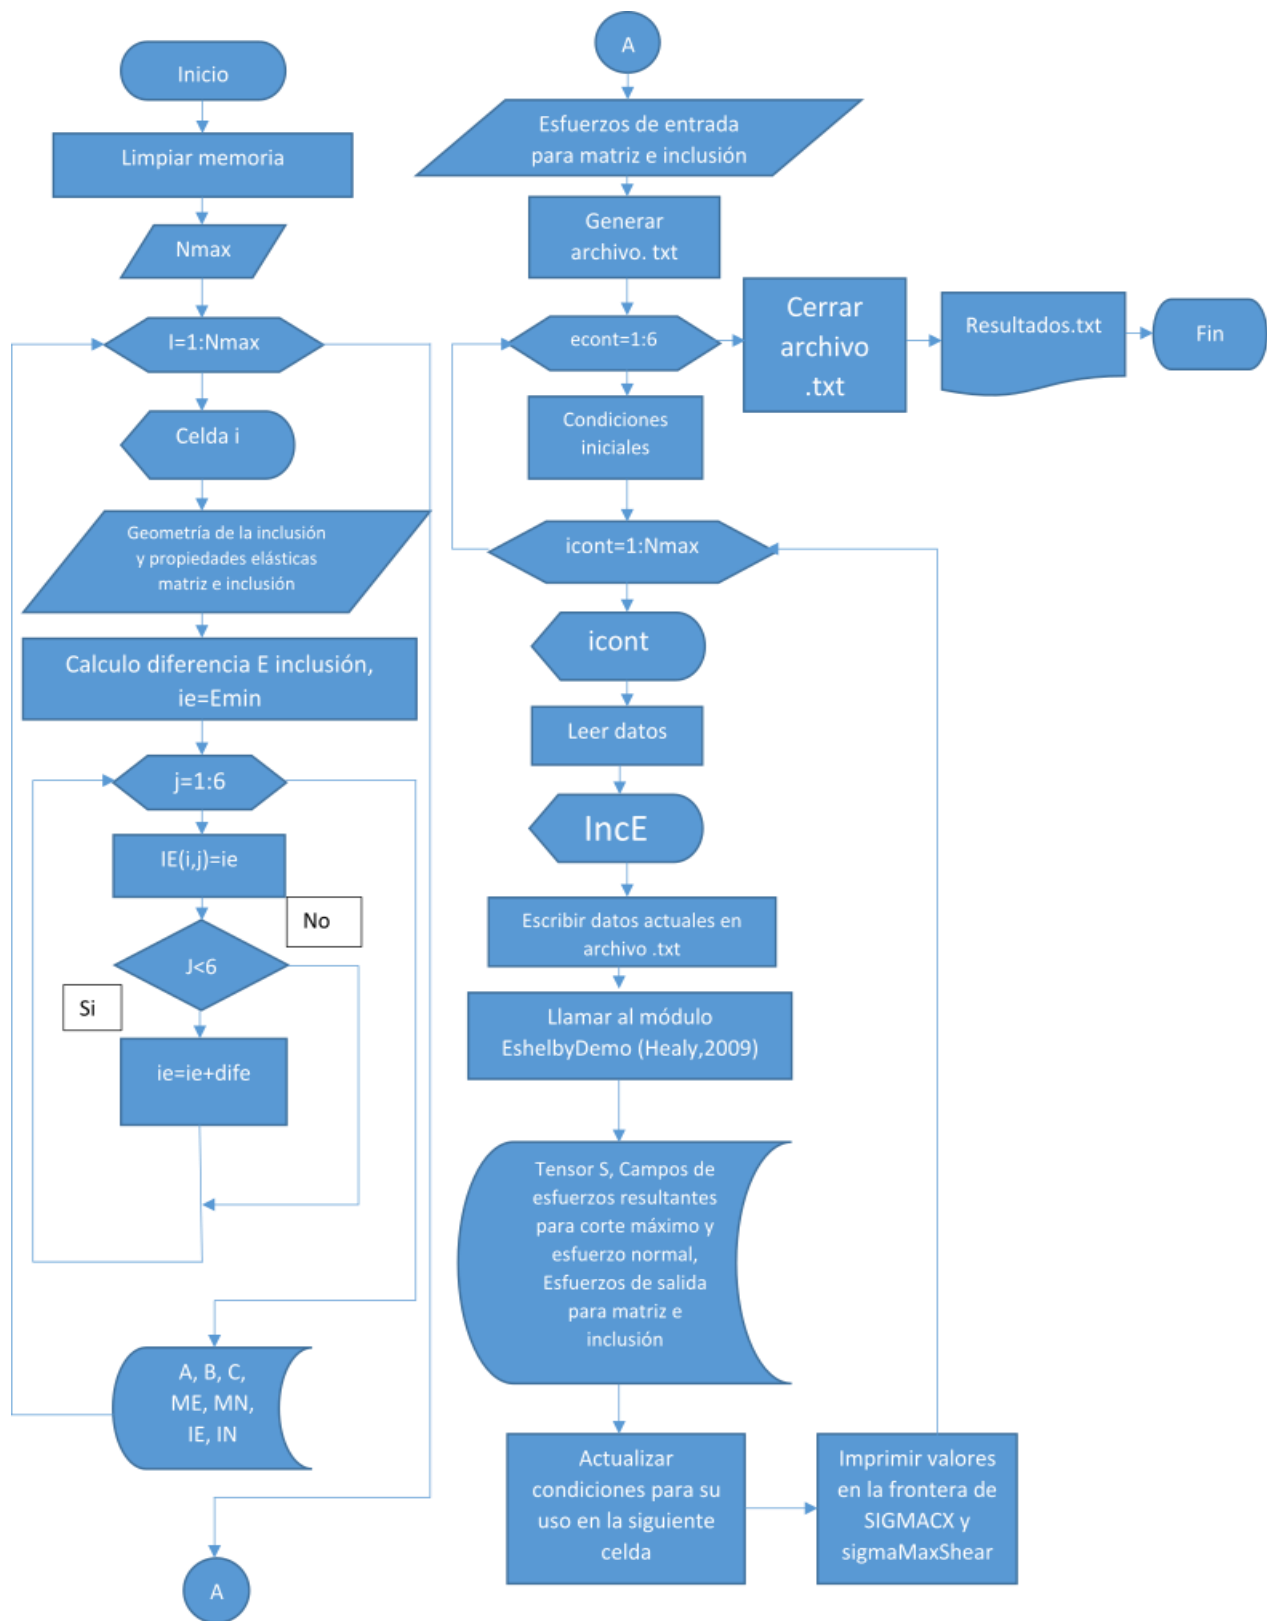 Inicio
Limpiar memoria
Nmax
I=1:Nmax
Celda i
Geometría de la inclusión
y propiedades elásticas
matriz e inclusión
Calculo diferencia E inclusión,
ie=Emin
j=1:6
IE(i,j)=ie
No
J<6
Si
ie=ie+dife
A, B, C,
ME, MN,
IE, IN
A
A
Esfuerzos de entrada
para matriz e inclusión
Generar
archivo. txt
econt=1:6
Cerrar
archivo
.txt
Resultados.txt
Fin
Condiciones
iniciales
icont=1:Nmax
icont
Leer datos
IncE
Escribir datos actuales en
archivo .txt
Llamar al módulo
EshelbyDemo (Healy,2009)
Tensor S, Campos de
esfuerzos resultantes
para corte máximo y
esfuerzo normal,
Esfuerzos de salida
para matriz e
inclusión
Actualizar
condiciones para su
uso en la siguiente
celda
Imprimir valores
en la frontera de
SIGMACX y
sigmaMaxShear